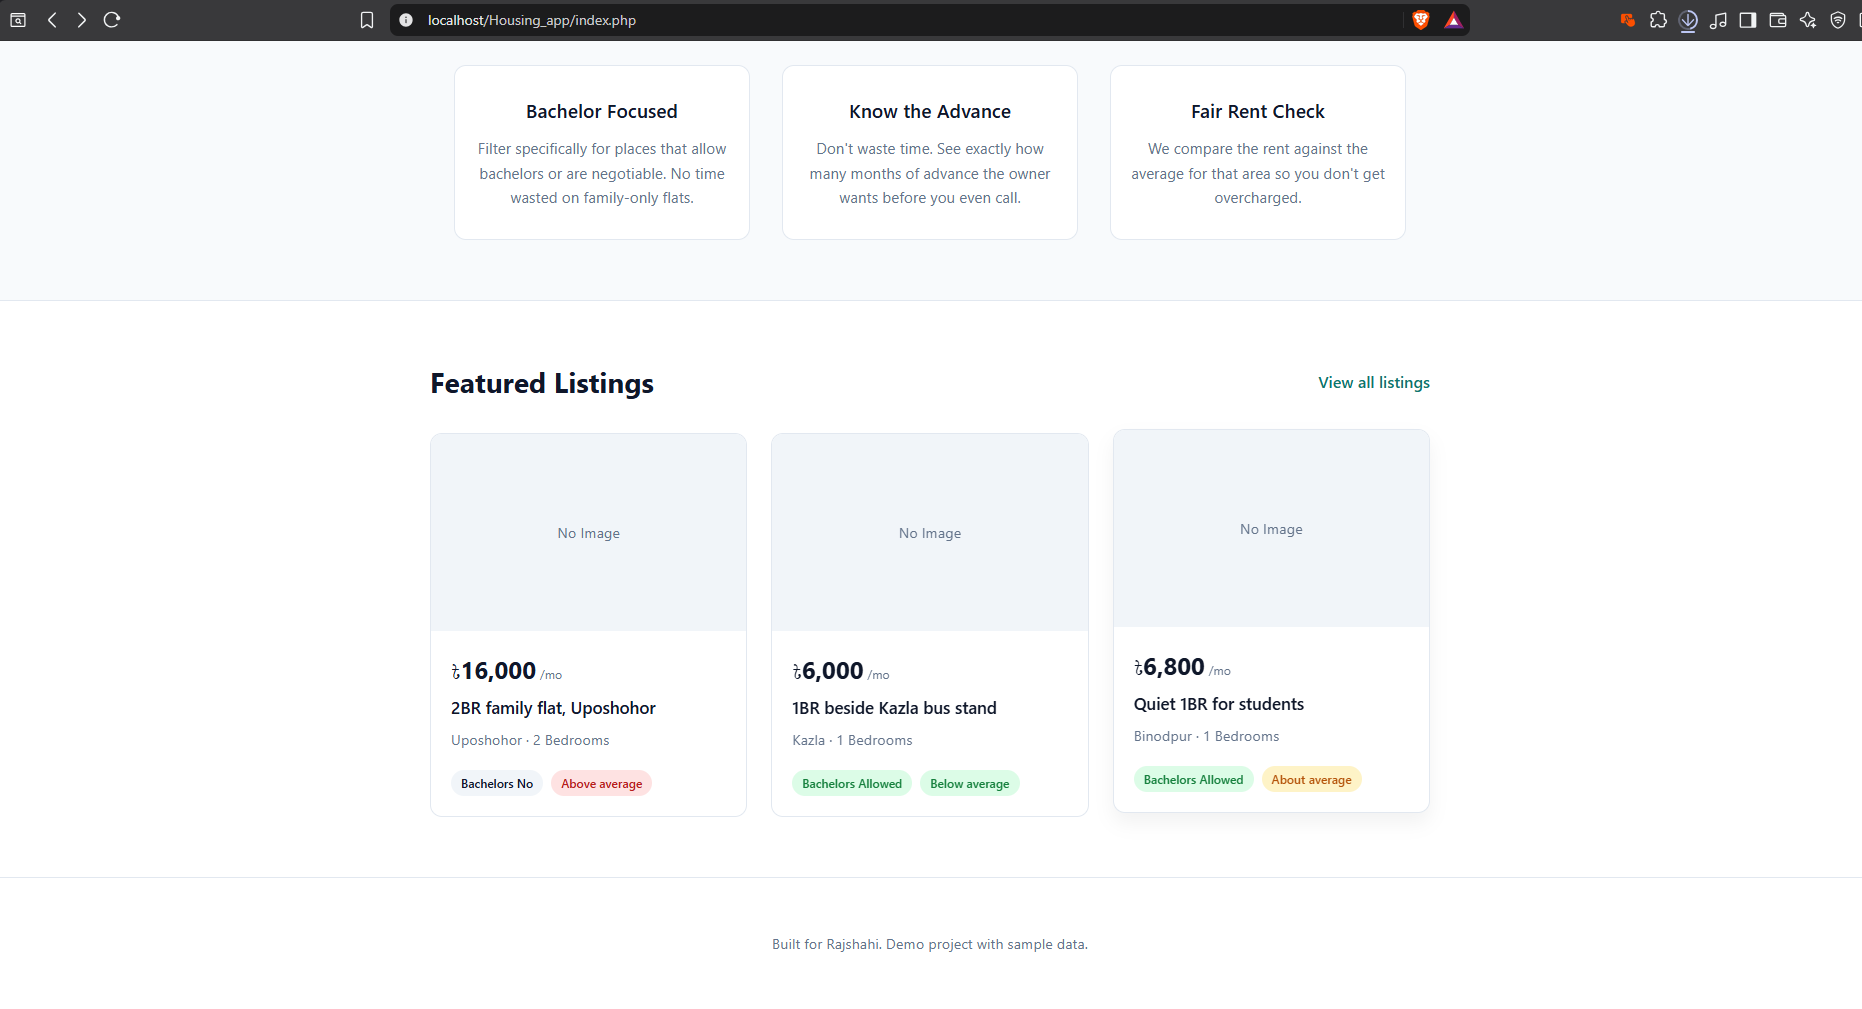 localhost/Housing_app/index.php
Bachelor Focused
Filter specifically for places that allow
bachelors or are negotiable. No time
wasted on family-only flats.
Know the Advance
Don't waste time. See exactly how
many months of advance the owner
wants before you even call.
Fair Rent Check
We compare the rent against the
average for that area so you don't get
overcharged.
Featured Listings
View all listings
No Image
৳16,000 /mo
2BR family flat, Uposhohor
Uposhohor · 2 Bedrooms
Bachelors No
Above average
No Image
৳6,000 /mo
1BR beside Kazla bus stand
Kazla · 1 Bedrooms
Bachelors Allowed
Below average
No Image
৳6,800 /mo
Quiet 1BR for students
Binodpur · 1 Bedrooms
Bachelors Allowed
About average
Built for Rajshahi. Demo project with sample data.